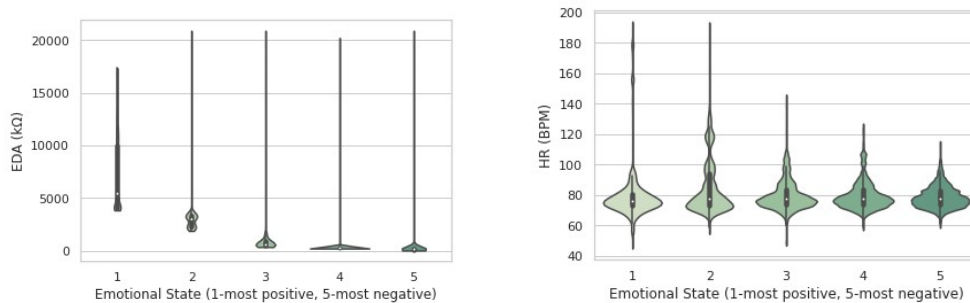 20000
15000
10000
5000
0
EDA (kΩ)
1 2 3 4 5
Emotional State (1-most positive, 5-most negative)
200
180
160
140
120
100
80
60
40
HR (BPM)
1 2 3 4 5
Emotional State (1-most positive, 5-most negative)